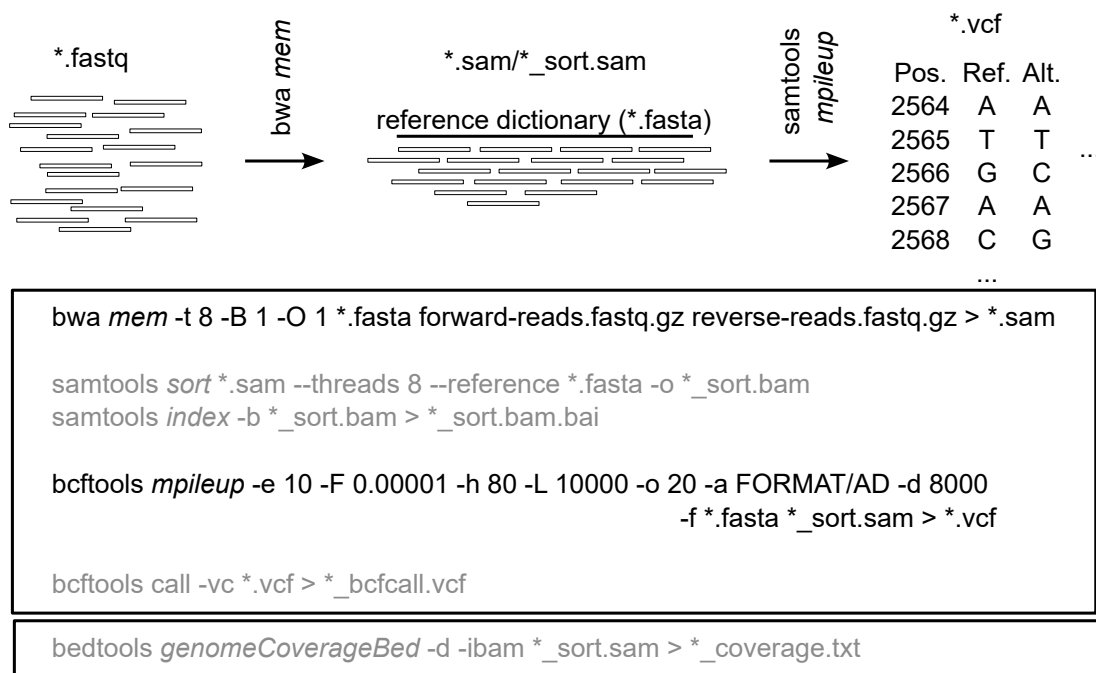 *.fastq
bwa mem
*.sam/*_sort.sam
reference dictionary (*.fasta)
samtools
mpileup
*.vcf
Pos. Ref. Alt.
2564 A A
2565 T T
2566 G C
2567 A A
2568 C G
...
...
bwa mem -t 8 -B 1 -O 1 *.fasta forward-reads.fastq.gz reverse-reads.fastq.gz > *.sam
samtools sort *.sam --threads 8 --reference *.fasta -o *_sort.bam
samtools index -b *_sort.bam > *_sort.bam.bai
bcftools mpileup -e 10 -F 0.00001 -h 80 -L 10000 -o 20 -a FORMAT/AD -d 8000
-f *.fasta *_sort.sam > *.vcf
bcftools call -vc *.vcf > *_bcfcall.vcf
bedtools genomeCoverageBed -d -ibam *_sort.sam > *_coverage.txt